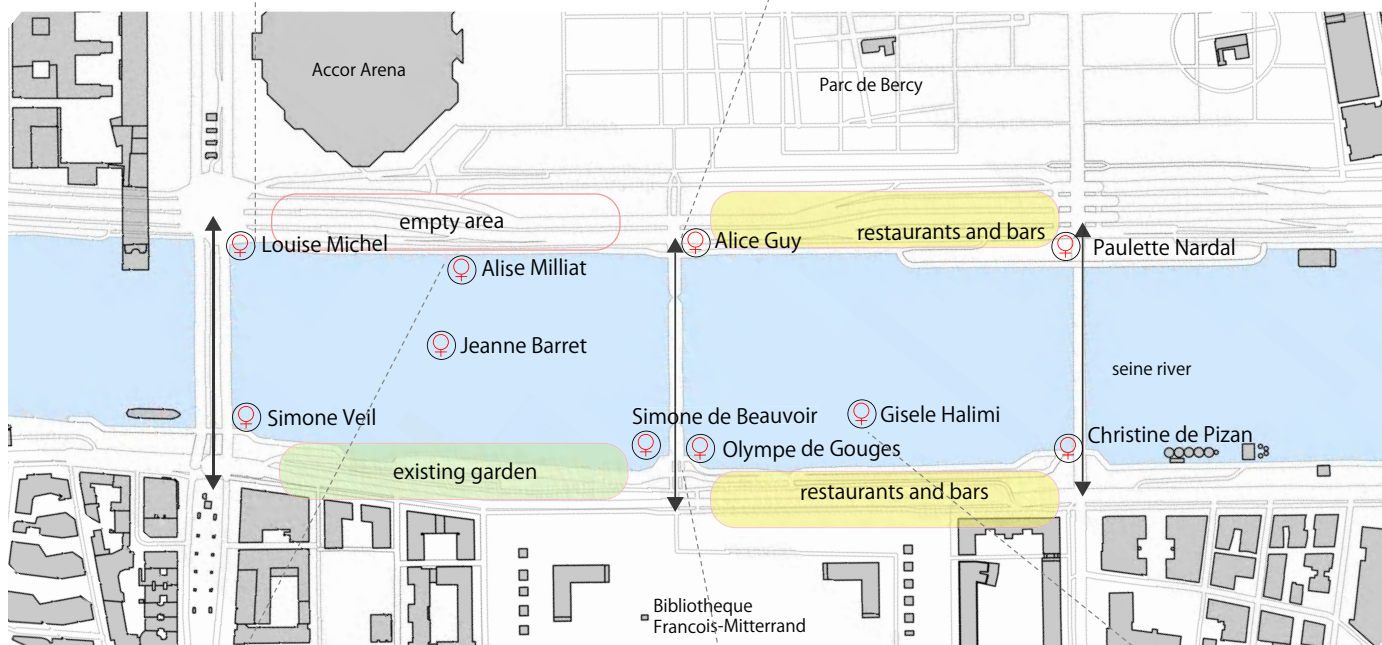 Accor Arena
Parc de Bercy
empty area
restaurants and bars
Louise Michel
Alice Guy
Paulette Nardal
Alise Milliat
Jeanne Barret
seine river
Simone Veil
Simone de Beauvoir
Gisele Halimi
Olympe de Gouges
Christine de Pizan
existing garden
restaurants and bars
Bibliotheque
Francois-Mitterrand